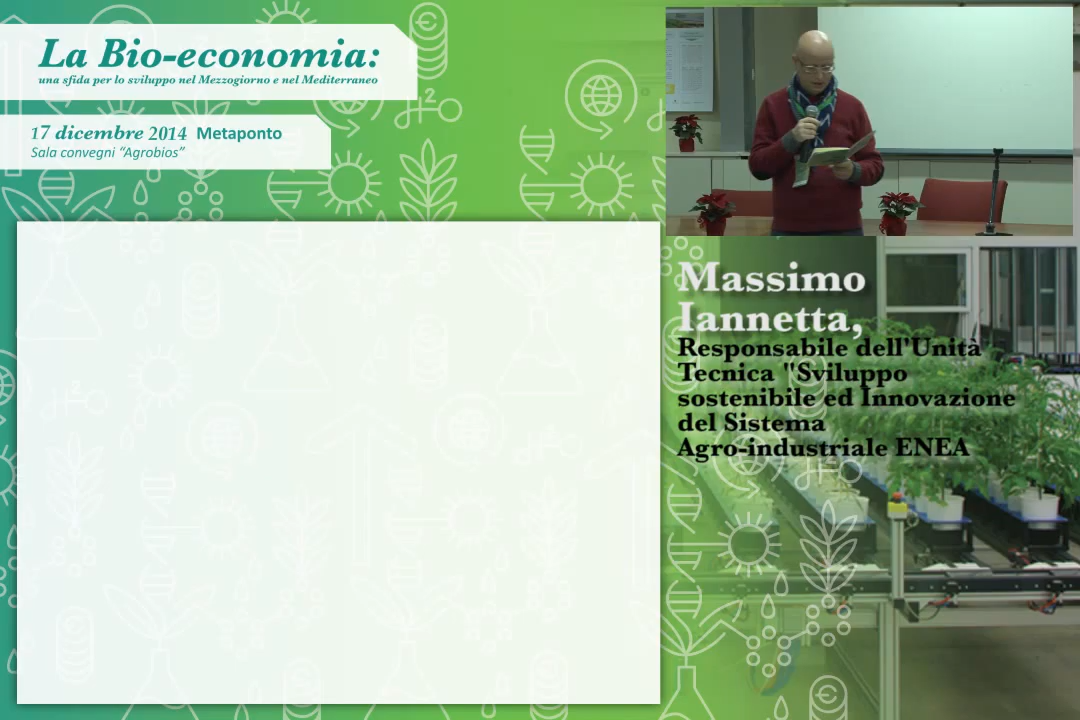 La Bio-economia:
una sfida per lo sviluppo nel Mezzogiorno e nel Mediterraneo
17 dicembre 2014 Metaponto
Sala convegni “Agrobios”
Massimo
Iannetta,
Responsabile dell'Unità
Tecnica "Sviluppo
sostenibile ed Innovazione
del Sistema
Agro-industriale ENEA